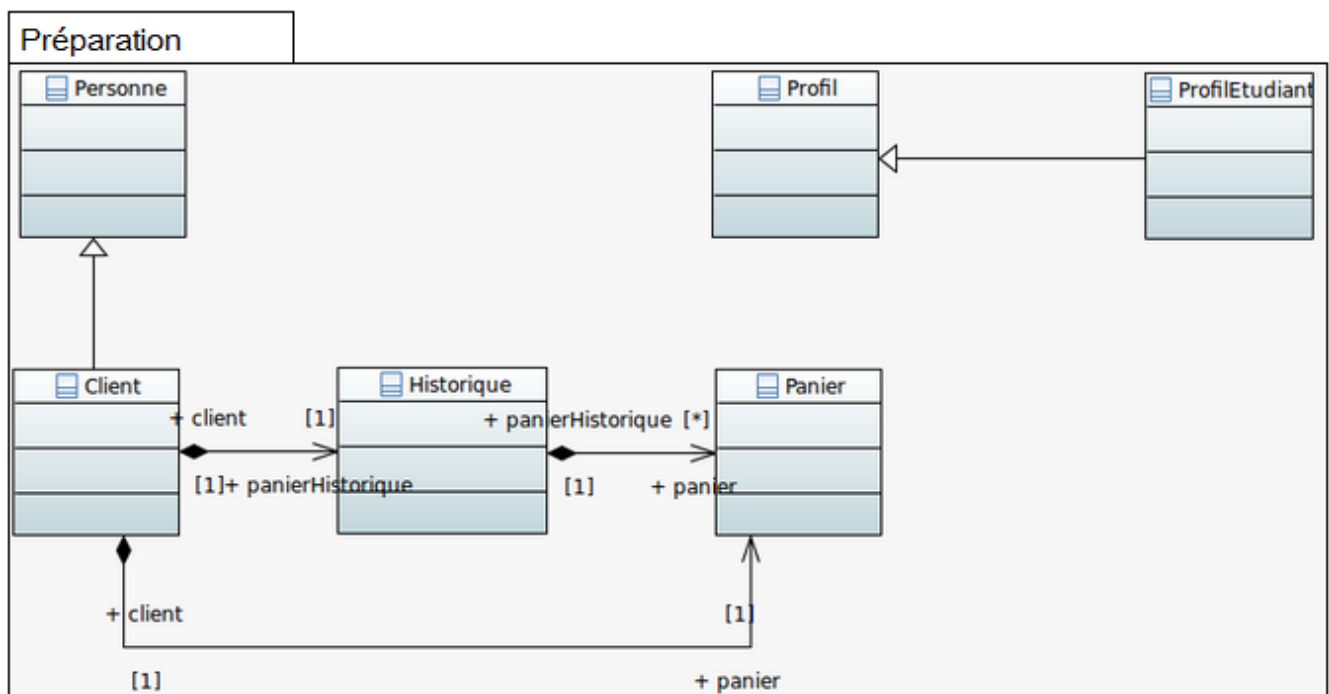 Préparation
Personne
Profil
ProfilEtudiant
Client
Historique
Panier
+ client
[1]
+ panierHistorique
[*]
[1]+ panierHistorique
[1]
+ panier
+ client
[1]
[1]
+ panier